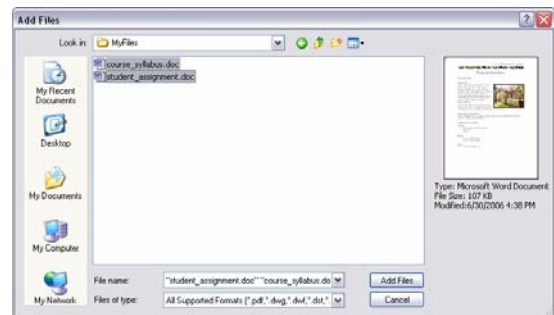 Add Files
Look in: MyFiles
course_syllabus.doc
student_assignment.doc
My Recent
Documents
Desktop
My Documents
My Computer
My Network
Type: Microsoft Word Document
File Size: 107 KB
Modified:6/30/2006 4:38 PM
File name: "student_assignment.doc" "course_syllabus.do
Add Files
Files of type: All Supported Formats (*.pdf,*.dwg,*.dwf,*.dst,*.
Cancel